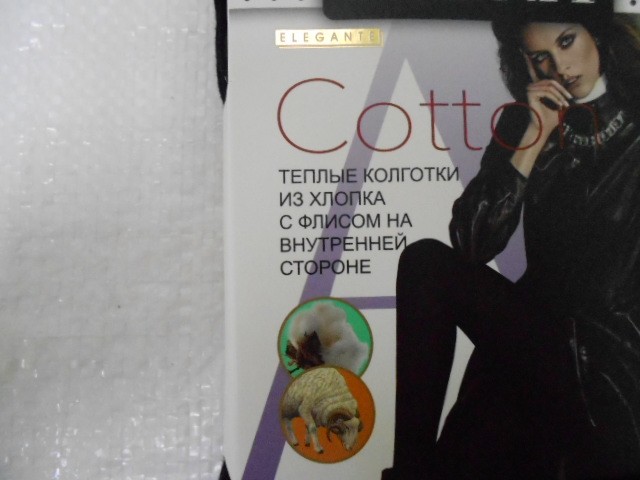 ELEGANTE
Cotton
ТЕПЛЫЕ КОЛГОТКИ
ИЗ ХЛОПКА
С ФЛИСОМ НА
ВНУТРЕННЕЙ
СТОРОНЕ